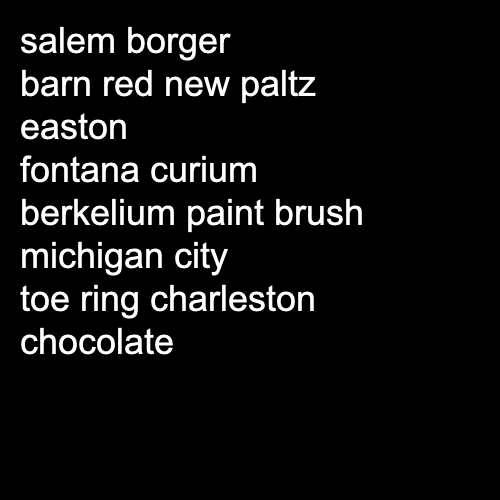 salem borger
barn red new paltz
easton
fontana curium
berkelium paint brush
michigan city
toe ring charleston
chocolate